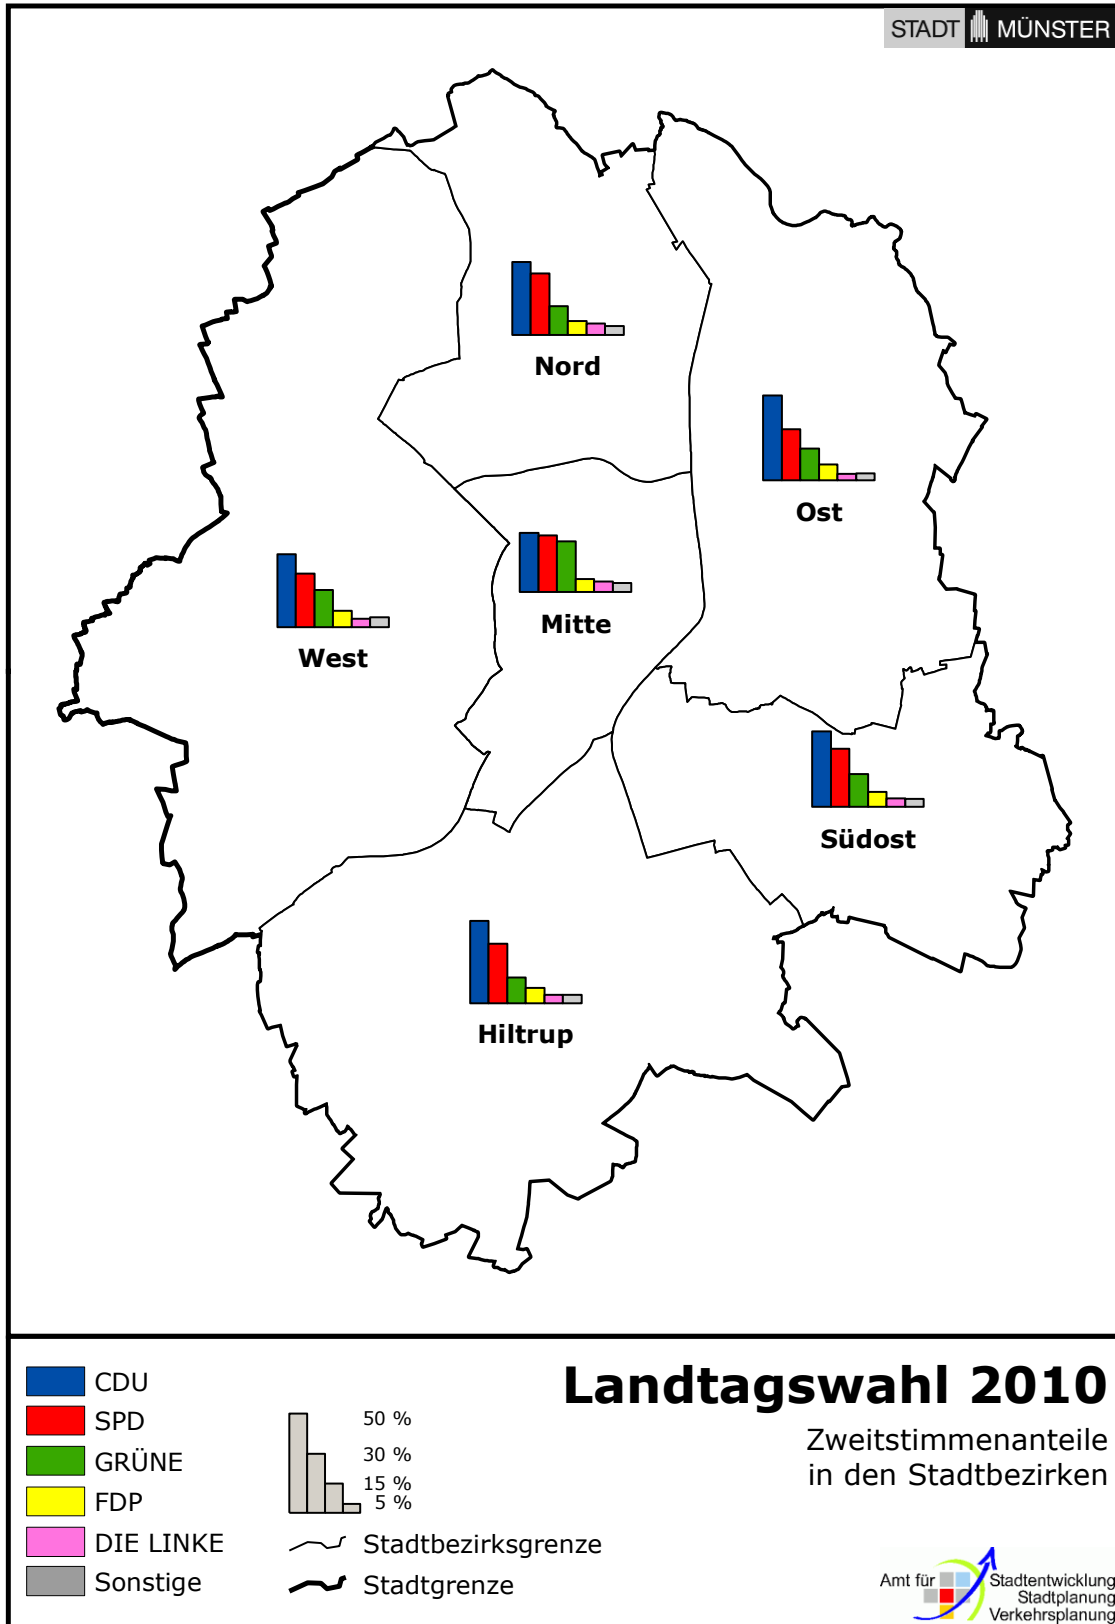 STADT MÜNSTER
Nord
Ost
Mitte
West
Südost
Hiltrup
CDU
SPD
GRÜNE
FDP
DIE LINKE
Sonstige
50 %
30 %
15 %
5 %
Stadtbezirksgrenze
Stadtgrenze
Landtagswahl 2010
Zweitstimmenanteile
in den Stadtbezirken
Amt für Stadtentwicklung
Stadtplanung
Verkehrsplanung